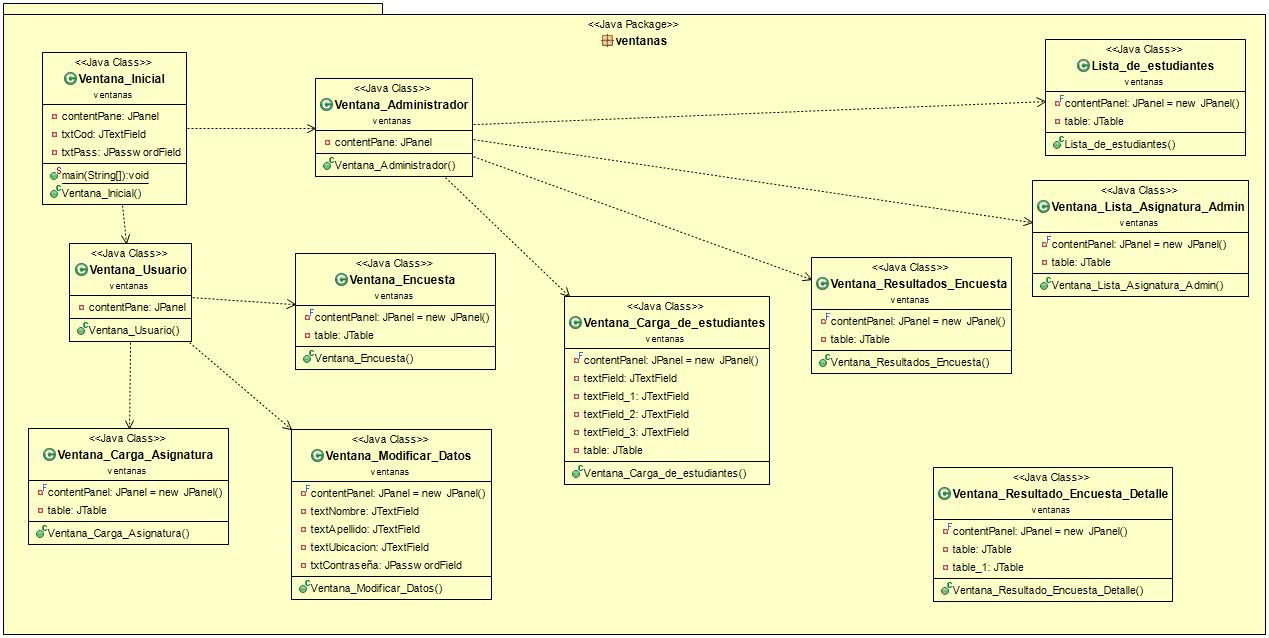 <<Java Package>>
ventanas
<<Java Class>>
Ventana_Inicial
ventanas
contentPane: JPanel
txtCod: JTextField
txtPass: JPasswordField
main(String[]):void
Ventana_Inicial()
<<Java Class>>
Ventana_Administrador
ventanas
contentPane: JPanel
Ventana_Administrador()
<<Java Class>>
Lista_de_estudiantes
ventanas
contentPanel: JPanel = new JPanel()
table: JTable
Lista_de_estudiantes()
<<Java Class>>
Ventana_Lista_Asignatura_Admin
ventanas
contentPanel: JPanel = new JPanel()
table: JTable
Ventana_Lista_Asignatura_Admin()
<<Java Class>>
Ventana_Usuario
ventanas
contentPane: JPanel
Ventana_Usuario()
<<Java Class>>
Ventana_Encuesta
ventanas
contentPanel: JPanel = new JPanel()
table: JTable
Ventana_Encuesta()
<<Java Class>>
Ventana_Resultados_Encuesta
ventanas
contentPanel: JPanel = new JPanel()
table: JTable
Ventana_Resultados_Encuesta()
<<Java Class>>
Ventana_Carga_de_estudiantes
ventanas
contentPanel: JPanel = new JPanel()
textField: JTextField
textField_1: JTextField
textField_2: JTextField
textField_3: JTextField
table: JTable
Ventana_Carga_de_estudiantes()
<<Java Class>>
Ventana_Carga_Asignatura
ventanas
contentPanel: JPanel = new JPanel()
table: JTable
Ventana_Carga_Asignatura()
<<Java Class>>
Ventana_Modificar_Datos
ventanas
contentPanel: JPanel = new JPanel()
textNombre: JTextField
textApellido: JTextField
textUbicacion: JTextField
txtContraseña: JPasswordField
Ventana_Modificar_Datos()
<<Java Class>>
Ventana_Resultado_Encuesta_Detalle
ventanas
contentPanel: JPanel = new JPanel()
table: JTable
table_1: JTable
Ventana_Resultado_Encuesta_Detalle()